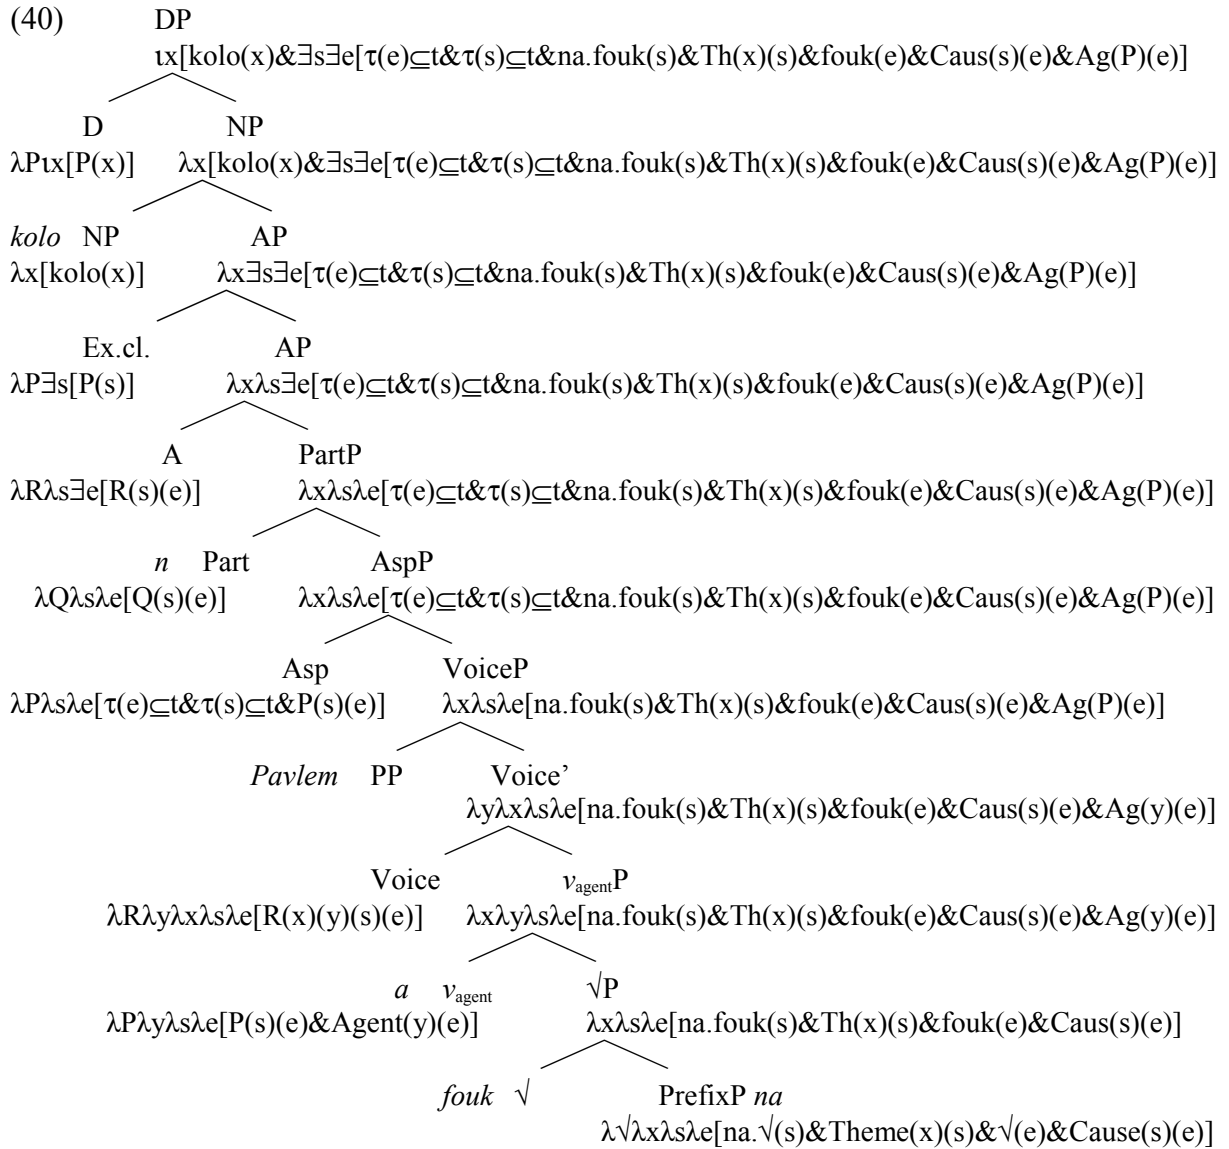 (40) DP
ιx[kolo(x)&∃s∃e[τ(e)⊆t&τ(s)⊆t&na.fouk(s)&Th(x)(s)&fouk(e)&Caus(s)(e)&Ag(P)(e)]
D NP
λPιx[P(x)] λx[kolo(x)&∃s∃e[τ(e)⊆t&τ(s)⊆t&na.fouk(s)&Th(x)(s)&fouk(e)&Caus(s)(e)&Ag(P)(e)]
kolo NP AP
λx[kolo(x)] λx∃s∃e[τ(e)⊆t&τ(s)⊆t&na.fouk(s)&Th(x)(s)&fouk(e)&Caus(s)(e)&Ag(P)(e)]
Ex.cl. AP
λP∃s[P(s)] λxλs∃e[τ(e)⊆t&τ(s)⊆t&na.fouk(s)&Th(x)(s)&fouk(e)&Caus(s)(e)&Ag(P)(e)]
A PartP
λRλs∃e[R(s)(e)] λxλsλe[τ(e)⊆t&τ(s)⊆t&na.fouk(s)&Th(x)(s)&fouk(e)&Caus(s)(e)&Ag(P)(e)]
n Part AspP
λQλsλe[Q(s)(e)] λxλsλe[τ(e)⊆t&τ(s)⊆t&na.fouk(s)&Th(x)(s)&fouk(e)&Caus(s)(e)&Ag(P)(e)]
Asp VoiceP
λPλsλe[τ(e)⊆t&τ(s)⊆t&P(s)(e)] λxλsλe[na.fouk(s)&Th(x)(s)&fouk(e)&Caus(s)(e)&Ag(P)(e)]
Pavlem PP Voice’
λyλxλsλe[na.fouk(s)&Th(x)(s)&fouk(e)&Caus(s)(e)&Ag(y)(e)]
Voice v_agentP
λRλyλxλsλe[R(x)(y)(s)(e)] λxλyλsλe[na.fouk(s)&Th(x)(s)&fouk(e)&Caus(s)(e)&Ag(y)(e)]
a v_agent √P
λPλyλsλe[P(s)(e)&Agent(y)(e)] λxλsλe[na.fouk(s)&Th(x)(s)&fouk(e)&Caus(s)(e)]
fouk √ PrefixP na
λ√λxλsλe[na.√(s)&Theme(x)(s)&√(e)&Cause(s)(e)]